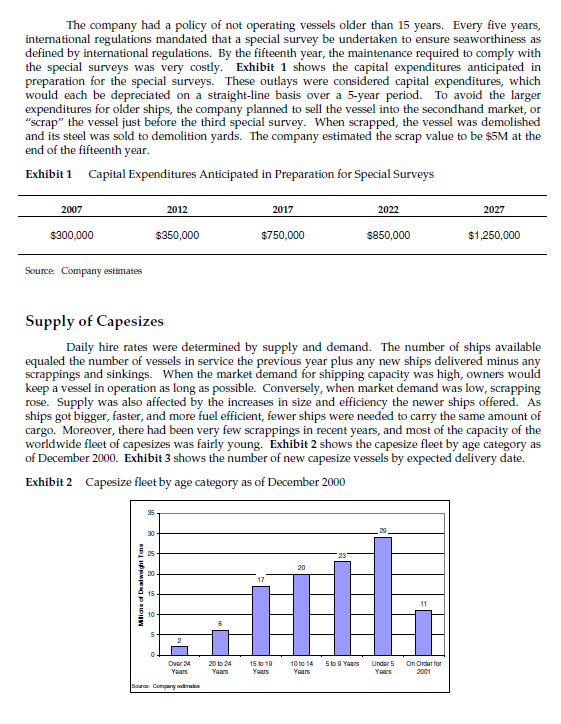 The company had a policy of not operating vessels older than 15 years. Every five years,
international regulations mandated that a special survey be undertaken to ensure seaworthiness as
defined by international regulations. By the fifteenth year, the maintenance required to comply with
the special surveys was very costly. Exhibit 1 shows the capital expenditures anticipated in
preparation for the special surveys. These outlays were considered capital expenditures, which
would each be depreciated on a straight-line basis over a 5-year period. To avoid the larger
expenditures for older ships, the company planned to sell the vessel into the secondhand market, or
"scrap" the vessel just before the third special survey. When scrapped, the vessel was demolished
and its steel was sold to demolition yards. The company estimated the scrap value to be $5M at the
end of the fifteenth year.
Exhibit 1 Capital Expenditures Anticipated in Preparation for Special Surveys
2007 2012 2017 2022 2027
$300,000 $350,000 $750,000 $850,000 $1,250,000
Source: Company estimates
Supply of Capesizes
Daily hire rates were determined by supply and demand. The number of ships available
equaled the number of vessels in service the previous year plus any new ships delivered minus any
scrappings and sinkings. When the market demand for shipping capacity was high, owners would
keep a vessel in operation as long as possible. Conversely, when market demand was low, scrapping
rose. Supply was also affected by the increases in size and efficiency the newer ships offered. As
ships got bigger, faster, and more fuel efficient, fewer ships were needed to carry the same amount of
cargo. Moreover, there had been very few scrappings in recent years, and most of the capacity of the
worldwide fleet of capesizes was fairly young. Exhibit 2 shows the capesize fleet by age category as
of December 2000. Exhibit 3 shows the number of new capesize vessels by expected delivery date.
Exhibit 2 Capesize fleet by age category as of December 2000
Millions of Deadweight Tons
35
30
25
20
15
10
5
0
2
6
17
20
23
29
11
Over 24 Years
20 to 24 Years
15 to 19 Years
10 to 14 Years
5 to 9 Years
Under 5 Years
On Order for 2001
Source: Company estimates